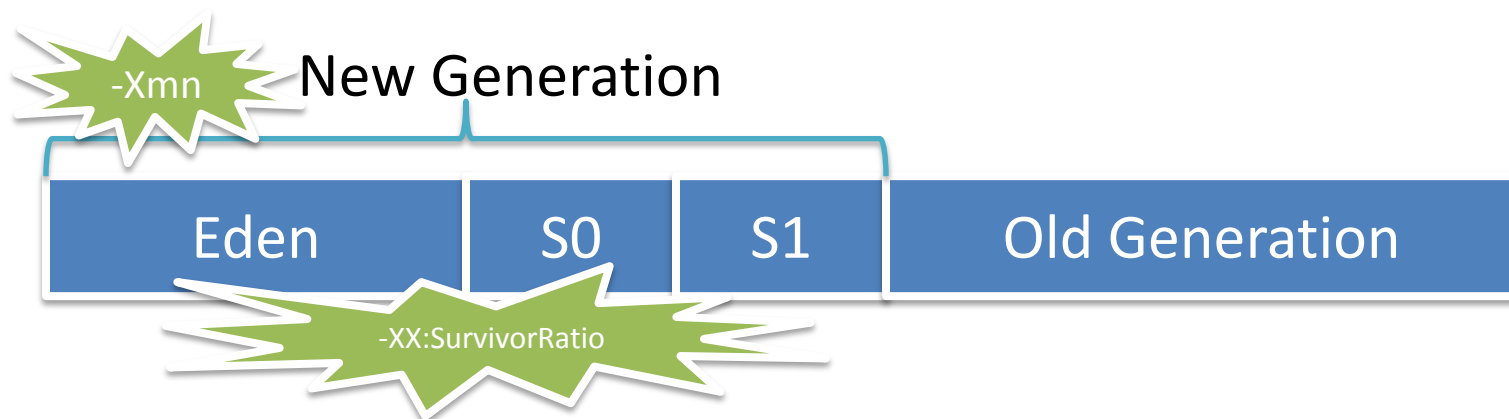 -Xmn
New Generation
Eden
S0
S1
Old Generation
-XX:SurvivorRatio